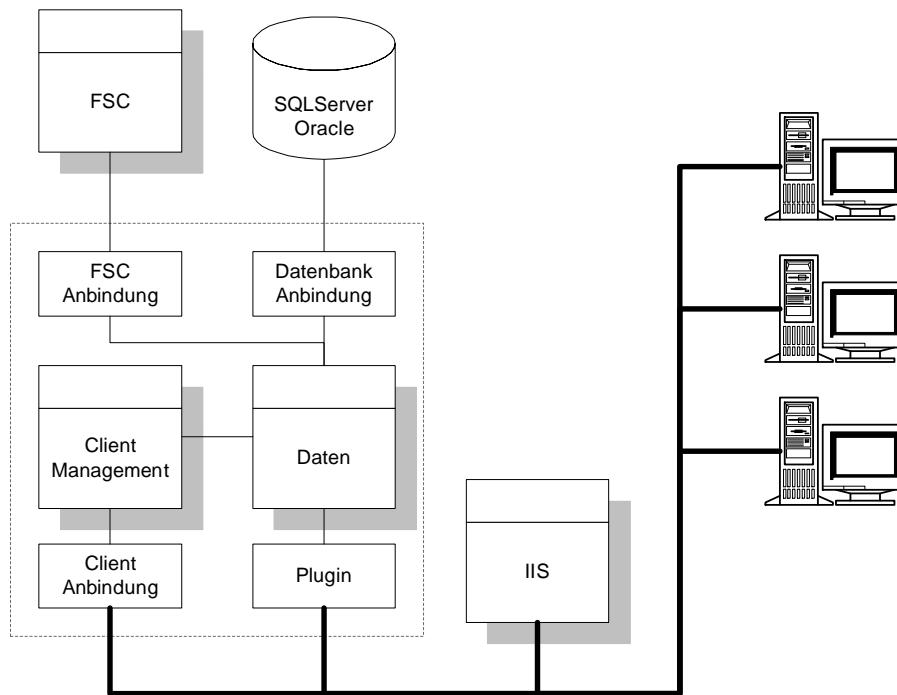 FSC
SQLServer
Oracle
FSC
Anbindung
Datenbank
Anbindung
Client
Management
Daten
Client
Anbindung
Plugin
IIS